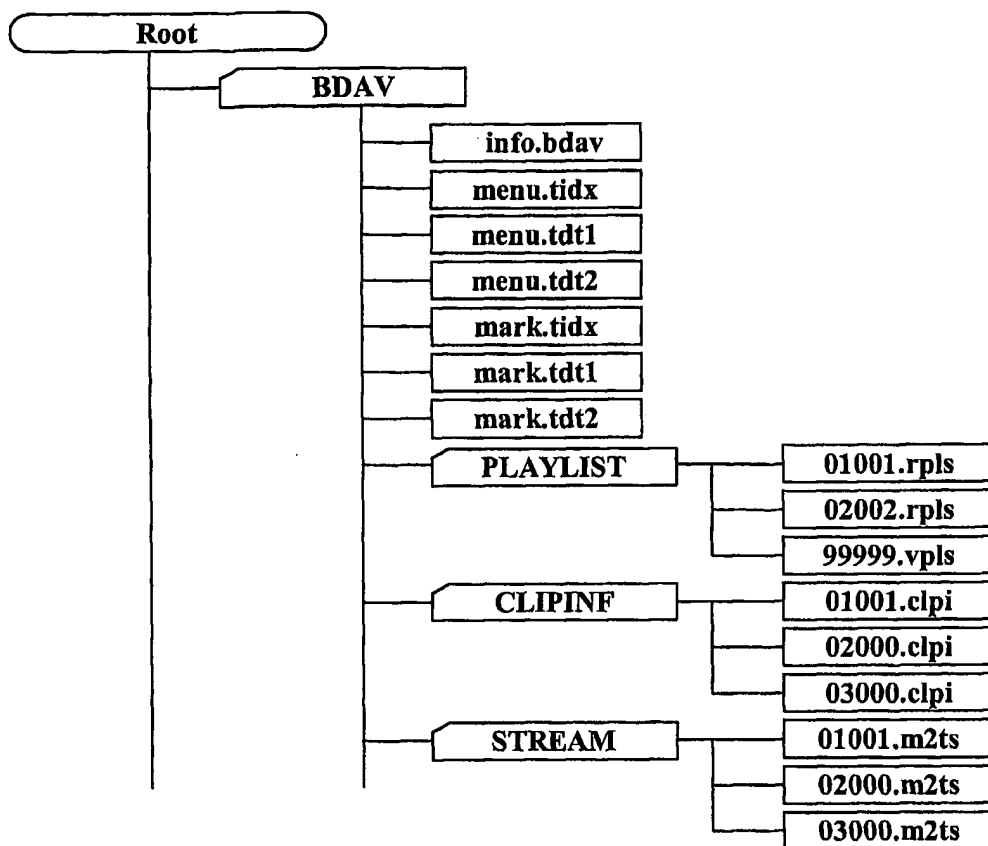 Root
BDAV
info.bdav
menu.tidx
menu.tdt1
menu.tdt2
mark.tidx
mark.tdt1
mark.tdt2
PLAYLIST
01001.rpls
02002.rpls
99999.vpls
CLIPINF
01001.clpi
02000.clpi
03000.clpi
STREAM
01001.m2ts
02000.m2ts
03000.m2ts